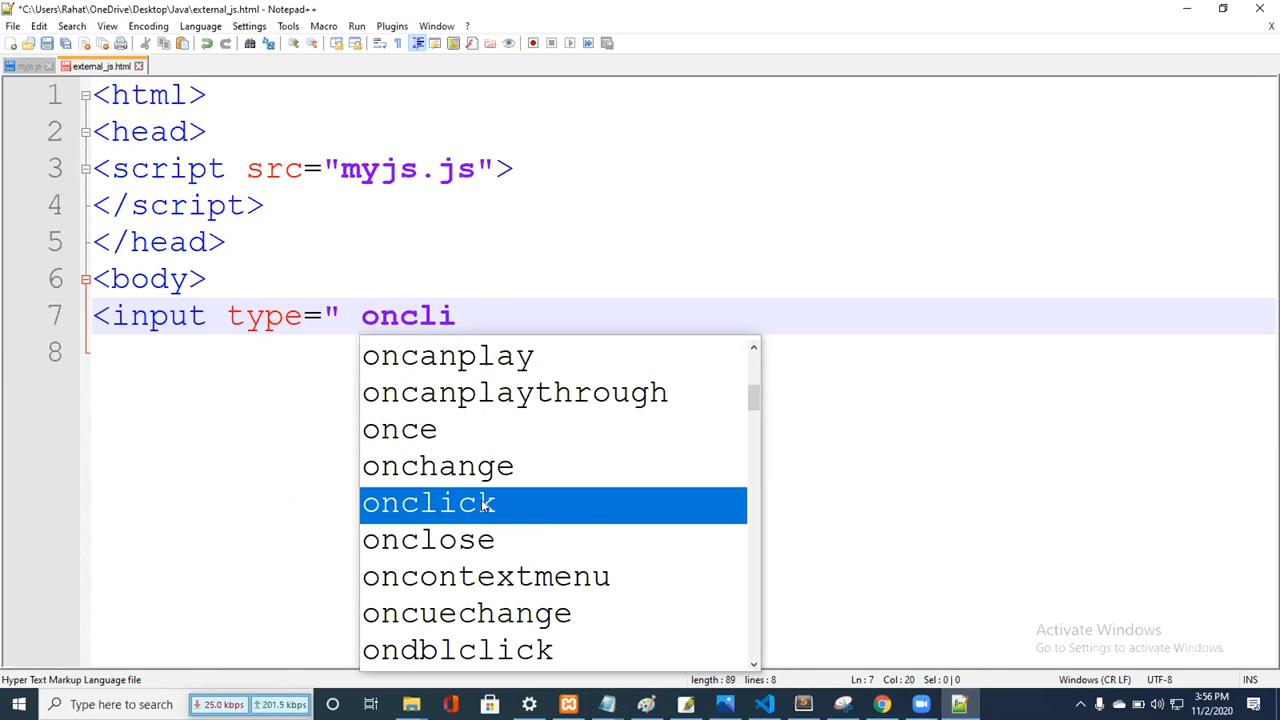 *C:\Users\Rahat\OneDrive\Desktop\Java\external_js.html - Notepad++
File Edit Search View Encoding Language Settings Tools Macro Run Plugins Window ? X
myjs.js external_js.html
1 <html>
2 <head>
3 <script src="myjs.js">
4 </script>
5 </head>
6 <body>
7 <input type=" oncli
8
oncanplay
oncanplaythrough
once
onchange
onclick
onclose
oncontextmenu
oncuechange
ondblclick
Activate Windows
Go to Settings to activate Windows.
Hyper Text Markup Language file length : 89 lines : 8 Ln : 7 Col : 20 Sel : 0 | 0 Windows (CR LF) UTF-8 INS
Type here to search 25.0 kbps 201.5 kbps 3:56 PM
11/2/2020